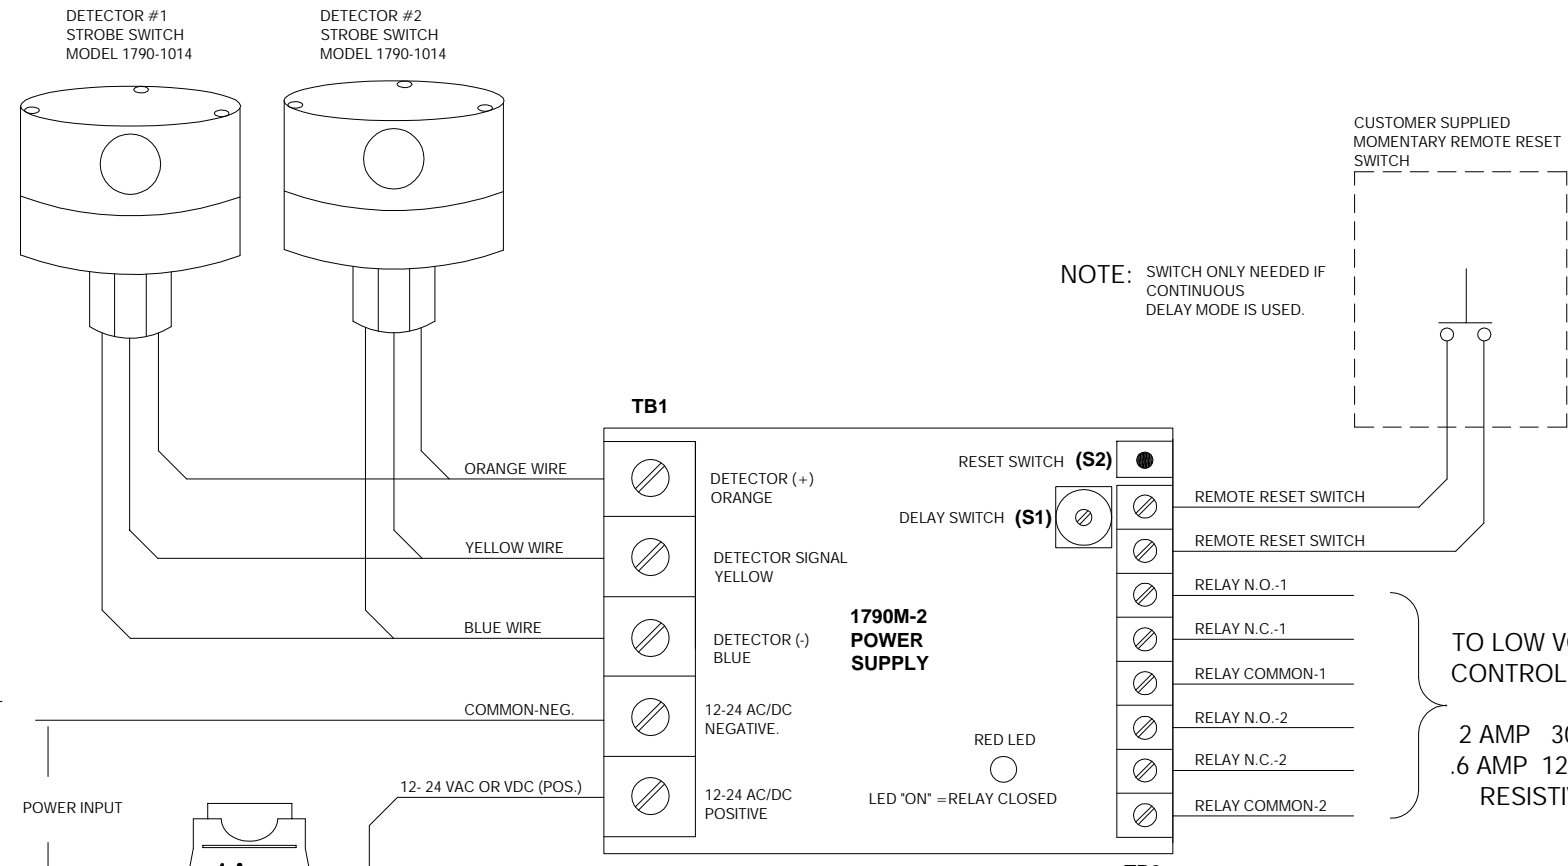 DETECTOR #1
STROBE SWITCH
MODEL 1790-1014
DETECTOR #2
STROBE SWITCH
MODEL 1790-1014
CUSTOMER SUPPLIED
MOMENTARY REMOTE RESET
SWITCH
NOTE: SWITCH ONLY NEEDED IF
CONTINUOUS
DELAY MODE IS USED.
TB1
ORANGE WIRE
YELLOW WIRE
BLUE WIRE
COMMON-NEG.
12- 24 VAC OR VDC (POS.)
POWER INPUT
DETECTOR (+)
ORANGE
DETECTOR SIGNAL
YELLOW
DETECTOR (-)
BLUE
12-24 AC/DC
NEGATIVE.
12-24 AC/DC
POSITIVE
RESET SWITCH (S2)
DELAY SWITCH (S1)
1790M-2
POWER
SUPPLY
RED LED
LED "ON" =RELAY CLOSED
REMOTE RESET SWITCH
REMOTE RESET SWITCH
RELAY N.O.-1
RELAY N.C.-1
RELAY COMMON-1
RELAY N.O.-2
RELAY N.C.-2
RELAY COMMON-2
TO LOW
CONTROL
2 AMP
.6 AMP